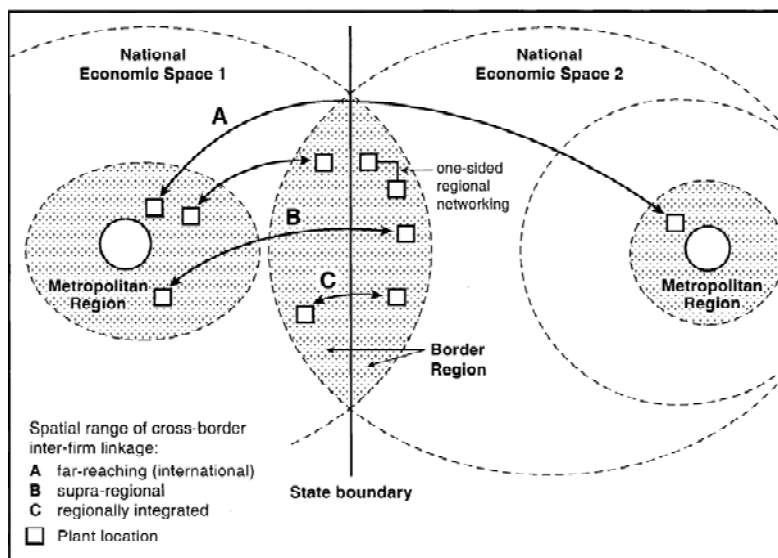 National
Economic Space 1
National
Economic Space 2
A
one-sided
regional
networking
B
Metropolitan
Region
Metropolitan
Region
C
Border
Region
Spatial range of cross-border
inter-firm linkage:
A far-reaching (international)
B supra-regional
C regionally integrated
Plant location
State boundary